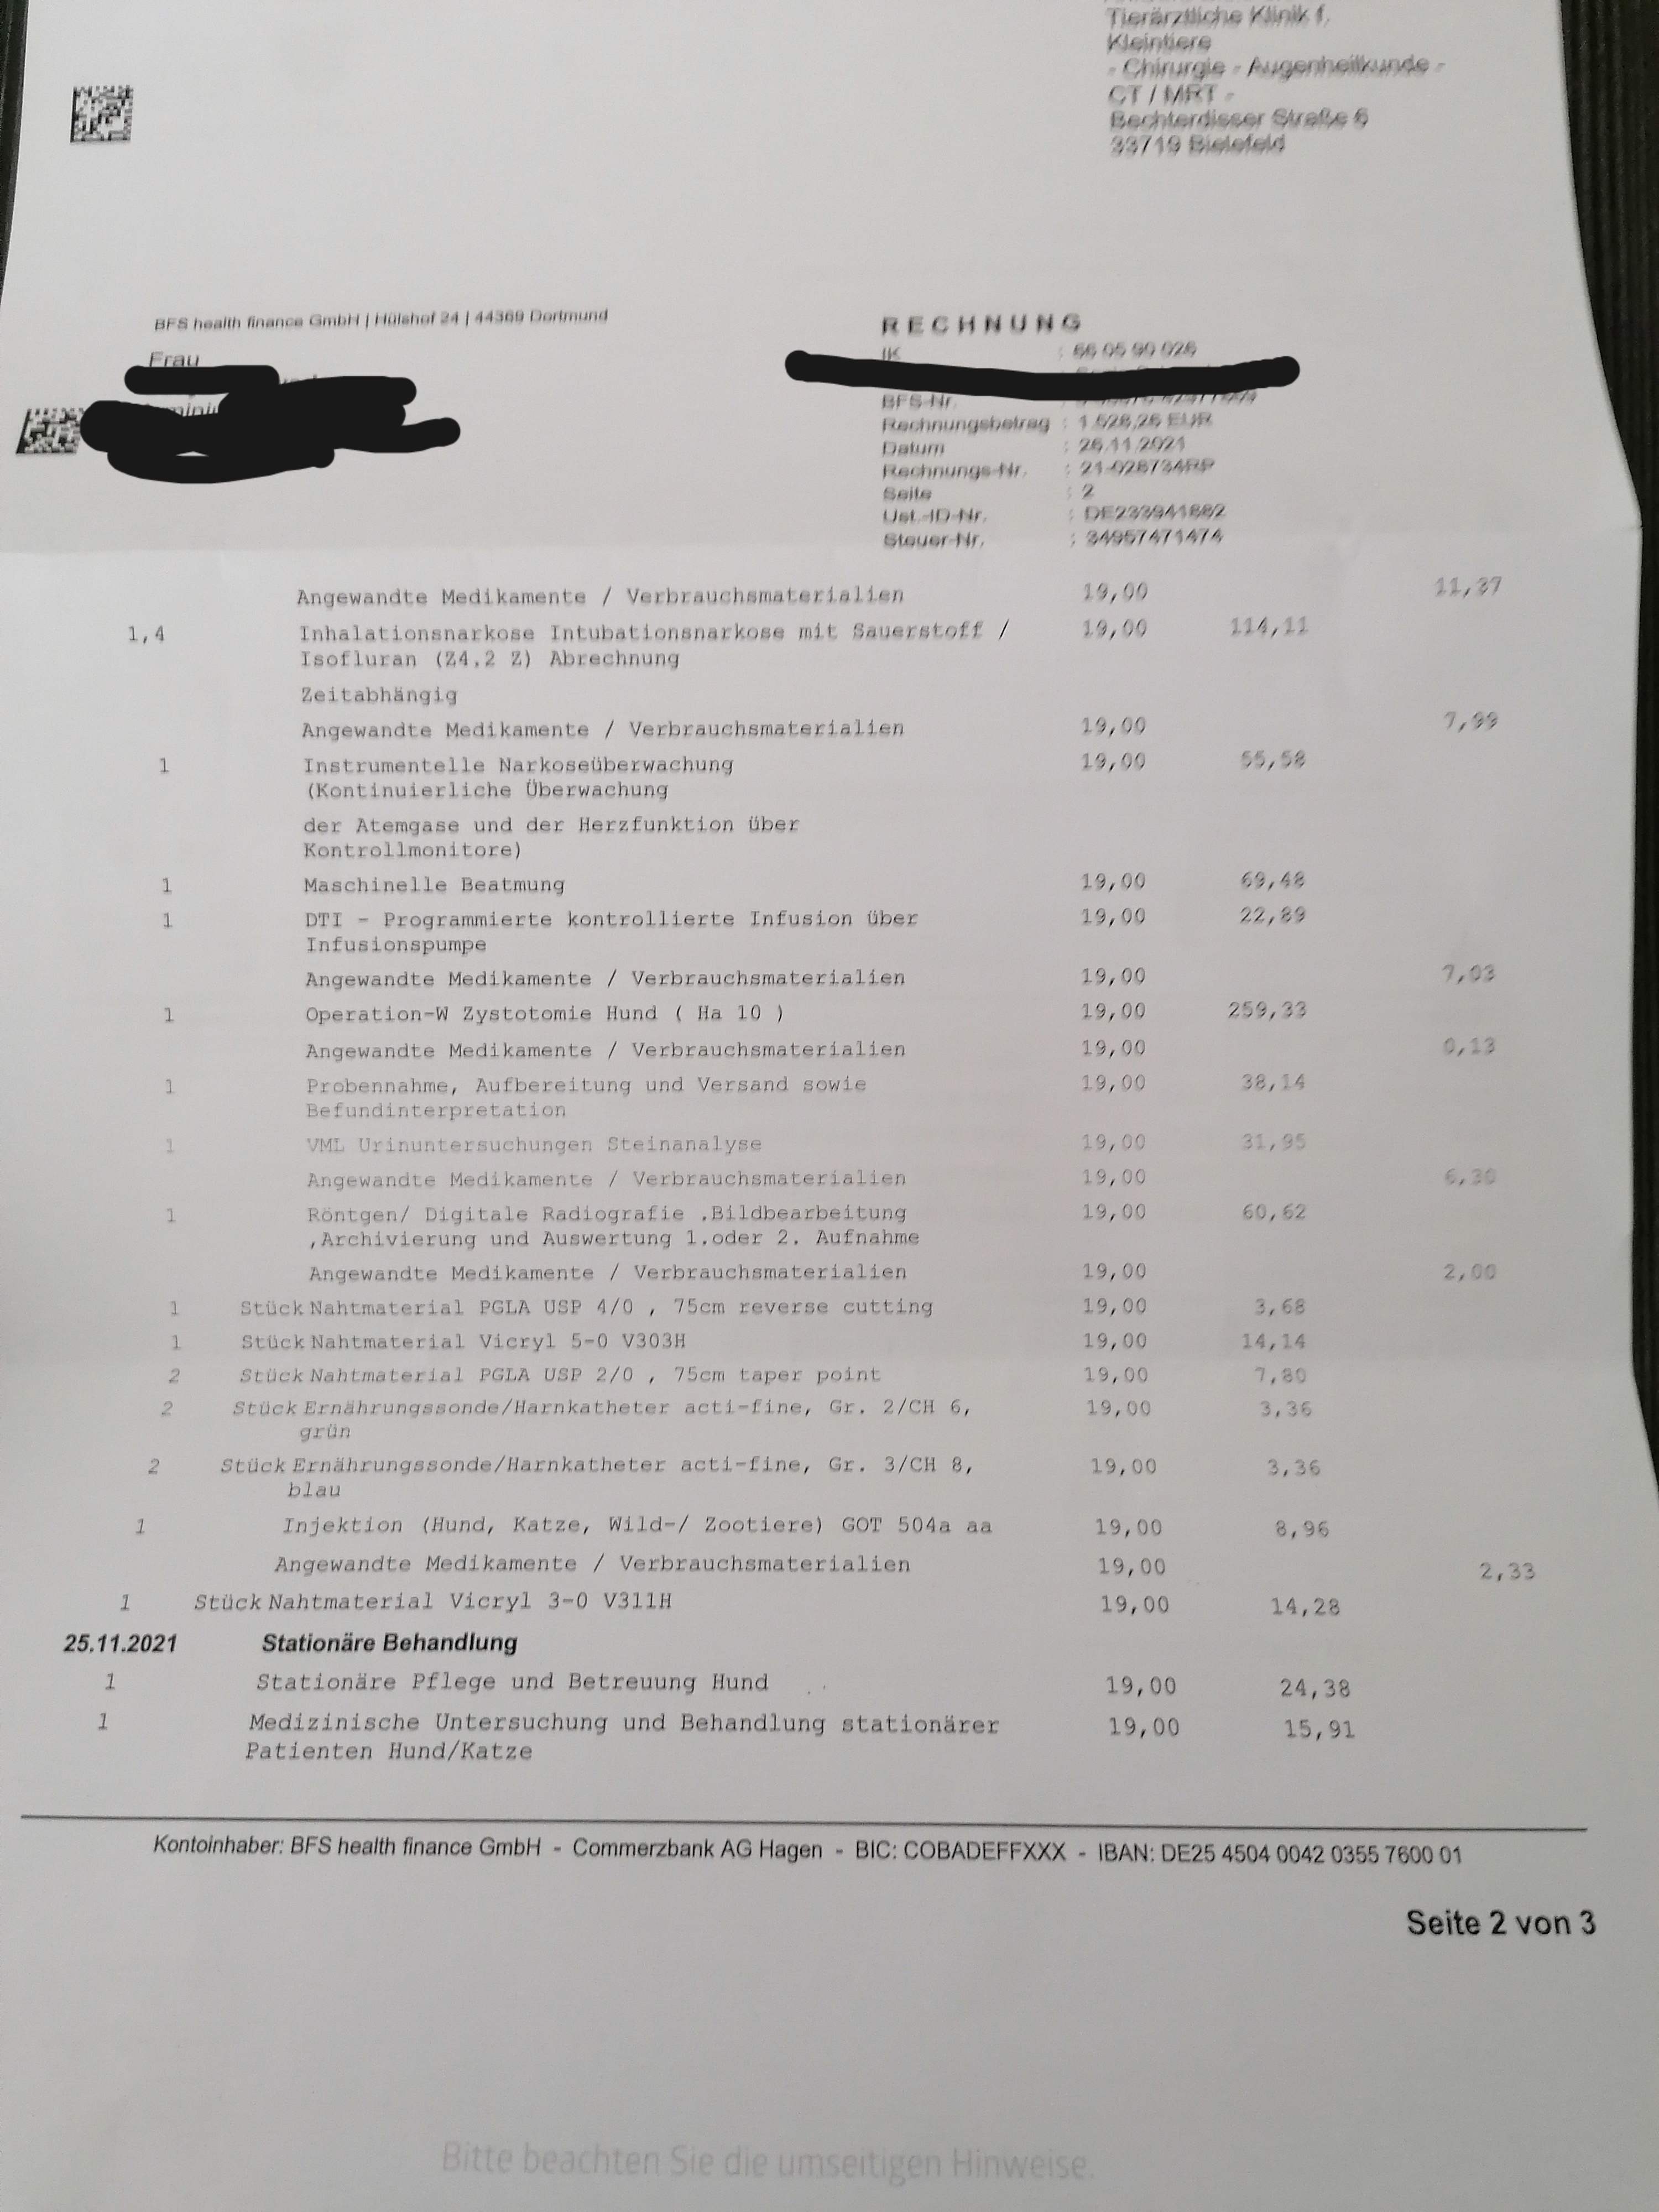 Tierärztliche Klinik f.
Kleintiere
- Chirurgie - Augenheilkunde -
CT / MRT -
Bechterdisser Straße 6
33719 Bielefeld
BFS health finance GmbH | Hülshof 24 | 44369 Dortmund
RECHNUNG
Frau
IK : 66 05 90 026
BFS-Nr.
Rechnungsbetrag : 1.528,26 EUR
Datum : 26.11.2021
Rechnungs-Nr. : 21-028734RP
Seite : 2
Ust.-ID-Nr. : DE233941882
Steuer-Nr. : 34957471474
Angewandte Medikamente / Verbrauchsmaterialien 19,00 11,37
1,4 Inhalationsnarkose Intubationsnarkose mit Sauerstoff / 19,00 114,11
Isofluran (Z4,2 Z) Abrechnung
Zeitabhängig
Angewandte Medikamente / Verbrauchsmaterialien 19,00 7,99
1 Instrumentelle Narkoseüberwachung 19,00 55,58
(Kontinuierliche Überwachung
der Atemgase und der Herzfunktion über
Kontrollmonitore)
1 Maschinelle Beatmung 19,00 69,48
1 DTI - Programmierte kontrollierte Infusion über 19,00 22,89
Infusionspumpe
Angewandte Medikamente / Verbrauchsmaterialien 19,00 7,03
1 Operation-W Zystotomie Hund ( Ha 10 ) 19,00 259,33
Angewandte Medikamente / Verbrauchsmaterialien 19,00 0,13
1 Probennahme, Aufbereitung und Versand sowie 19,00 38,14
Befundinterpretation
1 VML Urinuntersuchungen Steinanalyse 19,00 31,95
Angewandte Medikamente / Verbrauchsmaterialien 19,00 6,30
1 Röntgen/ Digitale Radiografie .Bildbearbeitung 19,00 60,62
,Archivierung und Auswertung 1.oder 2. Aufnahme
Angewandte Medikamente / Verbrauchsmaterialien 19,00 2,00
1 Stück Nahtmaterial PGLA USP 4/0 , 75cm reverse cutting 19,00 3,68
1 Stück Nahtmaterial Vicryl 5-0 V303H 19,00 14,14
2 Stück Nahtmaterial PGLA USP 2/0 , 75cm taper point 19,00 7,80
2 Stück Ernährungssonde/Harnkatheter acti-fine, Gr. 2/CH 6, 19,00 3,36
grün
2 Stück Ernährungssonde/Harnkatheter acti-fine, Gr. 3/CH 8, 19,00 3,36
blau
1 Injektion (Hund, Katze, Wild-/ Zootiere) GOT 504a aa 19,00 8,96
Angewandte Medikamente / Verbrauchsmaterialien 19,00 2,33
1 Stück Nahtmaterial Vicryl 3-0 V311H 19,00 14,28
25.11.2021 Stationäre Behandlung
1 Stationäre Pflege und Betreuung Hund 19,00 24,38
1 Medizinische Untersuchung und Behandlung stationärer 19,00 15,91
Patienten Hund/Katze
Kontoinhaber: BFS health finance GmbH - Commerzbank AG Hagen - BIC: COBADEFFXXX - IBAN: DE25 4504 0042 0355 7600 01
Seite 2 von 3
Bitte beachten Sie die umseitigen Hinweise.